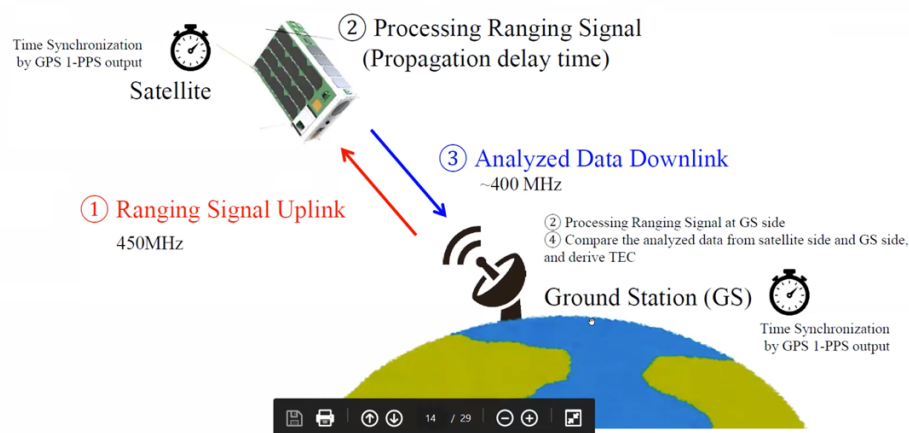 Time Synchronization
by GPS 1-PPS output
Satellite
② Processing Ranging Signal
(Propagation delay time)
③ Analyzed Data Downlink
~400 MHz
① Ranging Signal Uplink
450MHz
② Processing Ranging Signal at GS side
④ Compare the analyzed data from satellite side and GS side,
and derive TEC
Ground Station (GS)
Time Synchronization
by GPS 1-PPS output
14 / 29